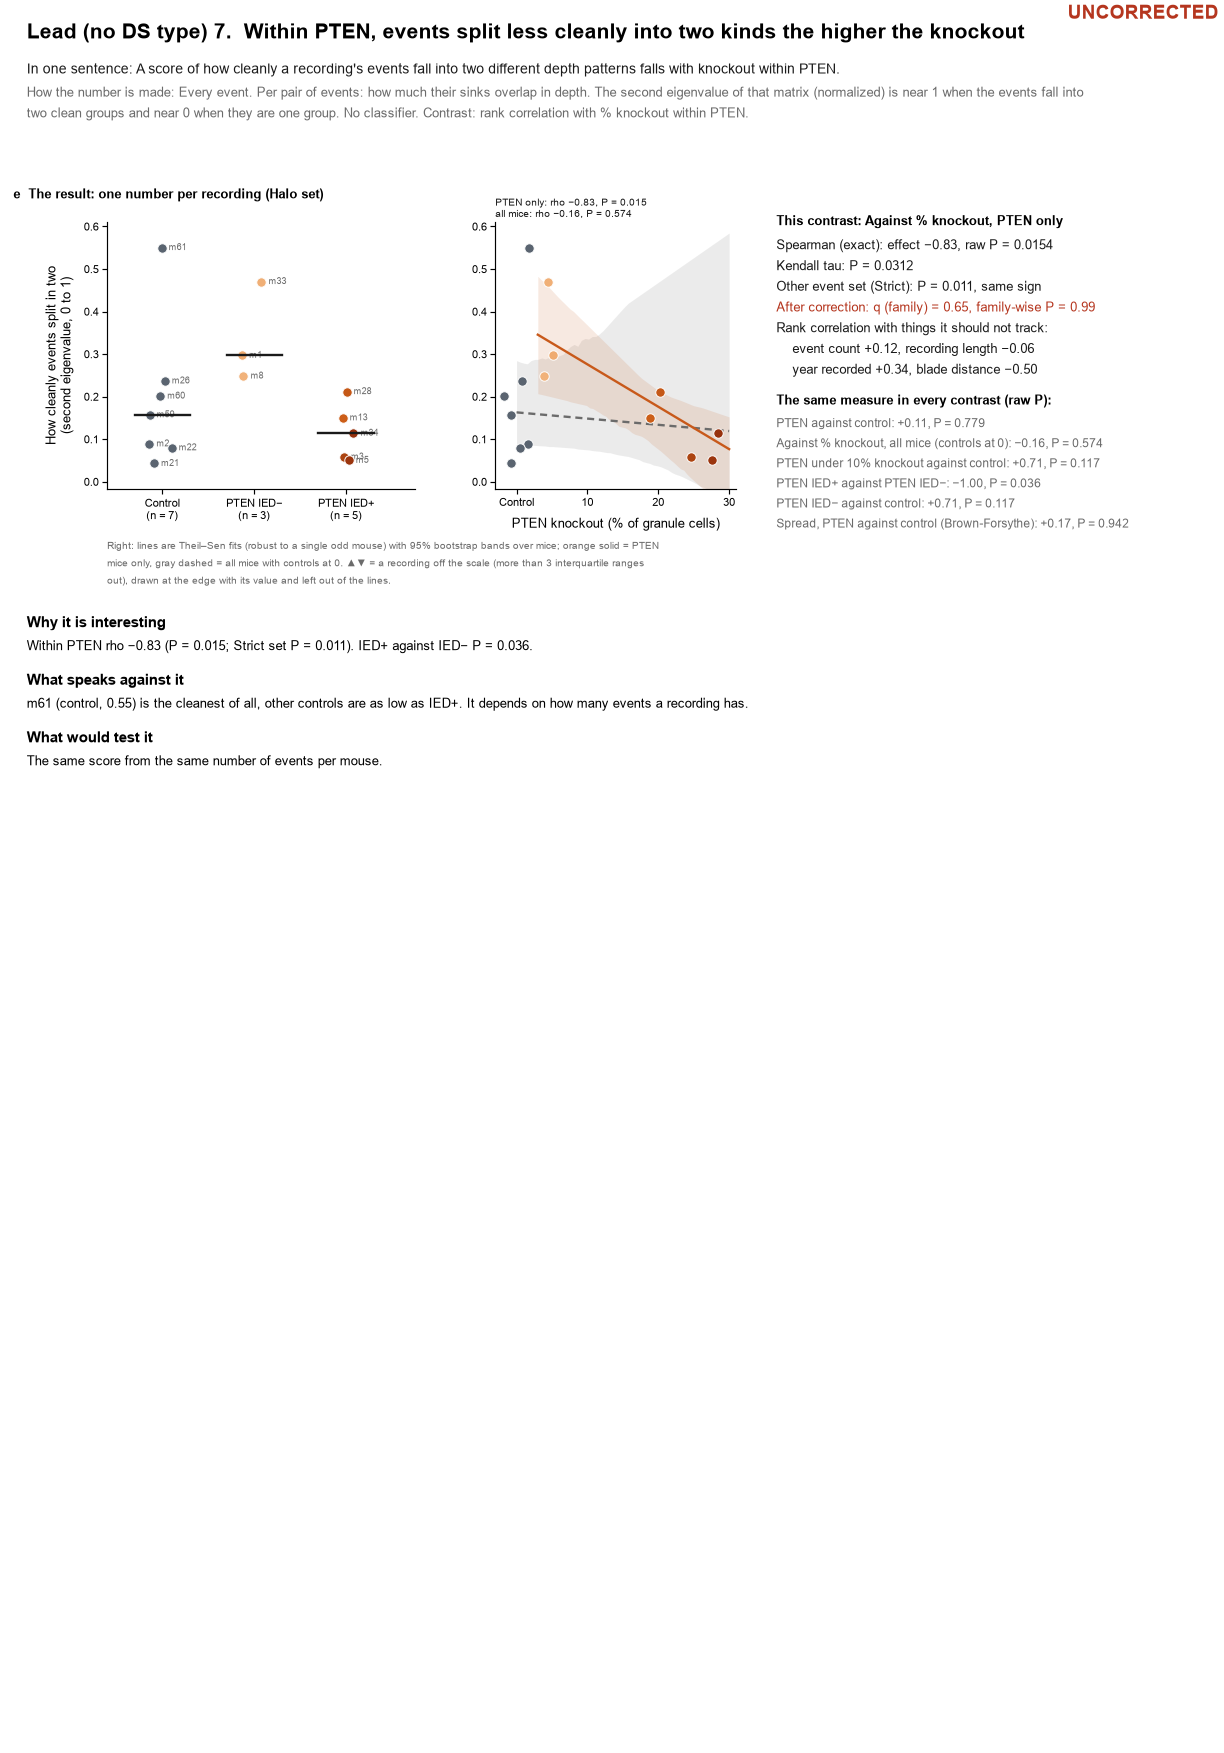 UNCORRECTED
Lead (no DS type) 7. Within PTEN, events split less cleanly into two kinds the higher the knockout
In one sentence: A score of how cleanly a recording's events fall into two different depth patterns falls with knockout within PTEN.
How the number is made: Every event. Per pair of events: how much their sinks overlap in depth. The second eigenvalue of that matrix (normalized) is near 1 when the events fall into
two clean groups and near 0 when they are one group. No classifier. Contrast: rank correlation with % knockout within PTEN.
e The result: one number per recording (Halo set)
How cleanly events split in two
(second eigenvalue, 0 to 1)
0.6
0.5
0.4
0.3
0.2
0.1
0.0
m61
m26
m60
m59
m2
m22
m21
m33
m1
m8
m28
m13
m34
m3
m5
Control
(n = 7)
PTEN IED−
(n = 3)
PTEN IED+
(n = 5)
PTEN only: rho −0.83, P = 0.015
all mice: rho −0.16, P = 0.574
0.6
0.5
0.4
0.3
0.2
0.1
0.0
Control
10
20
30
PTEN knockout (% of granule cells)
Right: lines are Theil–Sen fits (robust to a single odd mouse) with 95% bootstrap bands over mice; orange solid = PTEN
mice only, gray dashed = all mice with controls at 0. ▲▼ = a recording off the scale (more than 3 interquartile ranges
out), drawn at the edge with its value and left out of the lines.
This contrast: Against % knockout, PTEN only
Spearman (exact): effect −0.83, raw P = 0.0154
Kendall tau: P = 0.0312
Other event set (Strict): P = 0.011, same sign
After correction: q (family) = 0.65, family-wise P = 0.99
Rank correlation with things it should not track:
event count +0.12, recording length −0.06
year recorded +0.34, blade distance −0.50
The same measure in every contrast (raw P):
PTEN against control: +0.11, P = 0.779
Against % knockout, all mice (controls at 0): −0.16, P = 0.574
PTEN under 10% knockout against control: +0.71, P = 0.117
PTEN IED+ against PTEN IED−: −1.00, P = 0.036
PTEN IED− against control: +0.71, P = 0.117
Spread, PTEN against control (Brown-Forsythe): +0.17, P = 0.942
Why it is interesting
Within PTEN rho −0.83 (P = 0.015; Strict set P = 0.011). IED+ against IED− P = 0.036.
What speaks against it
m61 (control, 0.55) is the cleanest of all, other controls are as low as IED+. It depends on how many events a recording has.
What would test it
The same score from the same number of events per mouse.